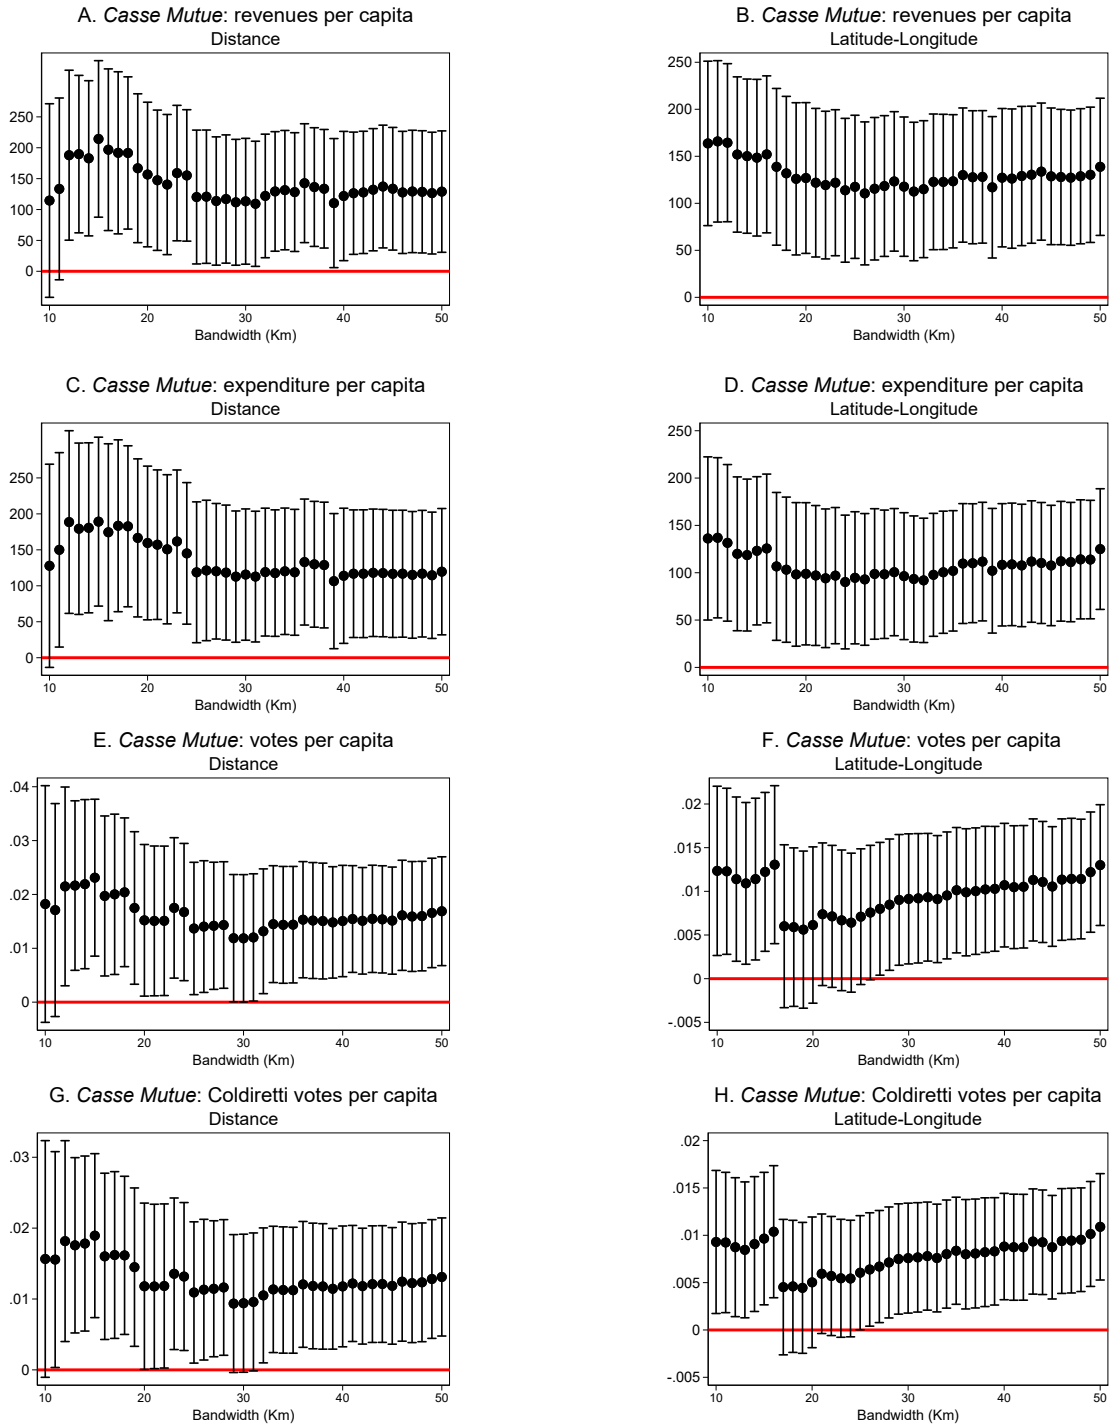 A. Casse Mutue: revenues per capita
Distance
250
200
150
100
50
0
10 20 30 40 50
Bandwidth (Km)
B. Casse Mutue: revenues per capita
Latitude-Longitude
250
200
150
100
50
0
10 20 30 40 50
Bandwidth (Km)
C. Casse Mutue: expenditure per capita
Distance
250
200
150
100
50
0
10 20 30 40 50
Bandwidth (Km)
D. Casse Mutue: expenditure per capita
Latitude-Longitude
250
200
150
100
50
0
10 20 30 40 50
Bandwidth (Km)
E. Casse Mutue: votes per capita
Distance
.04
.03
.02
.01
0
10 20 30 40 50
Bandwidth (Km)
F. Casse Mutue: votes per capita
Latitude-Longitude
.02
.015
.01
.005
0
-.005
10 20 30 40 50
Bandwidth (Km)
G. Casse Mutue: Coldiretti votes per capita
Distance
.03
.02
.01
0
10 20 30 40 50
Bandwidth (Km)
H. Casse Mutue: Coldiretti votes per capita
Latitude-Longitude
.02
.015
.01
.005
0
-.005
10 20 30 40 50
Bandwidth (Km)